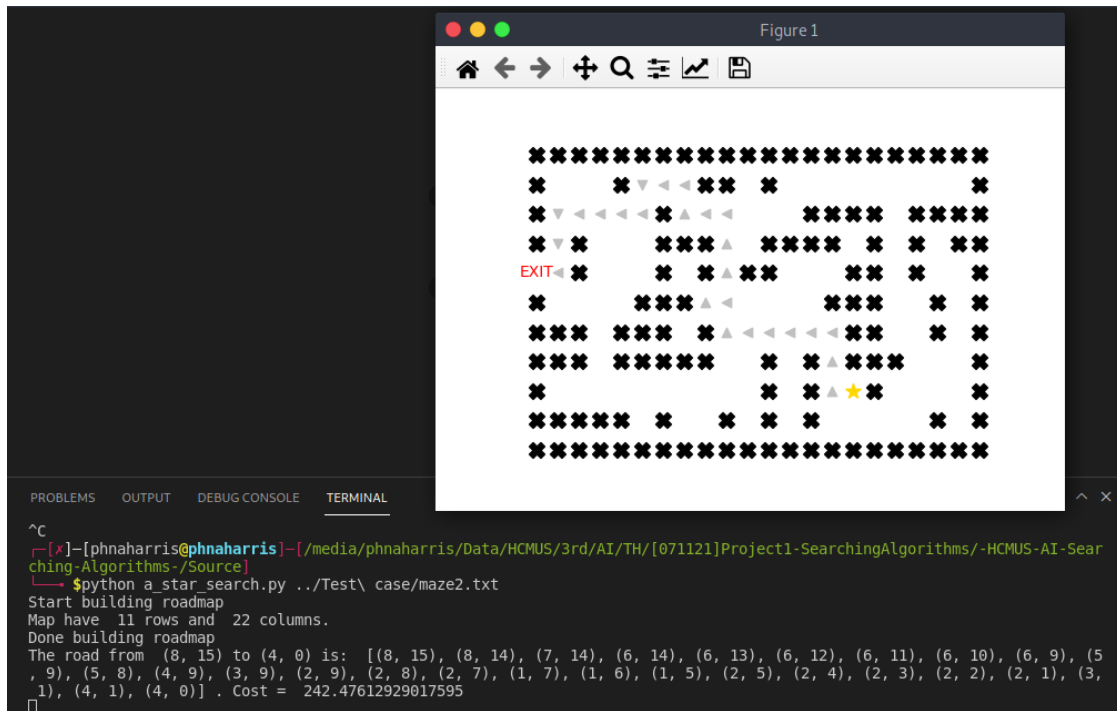 Figure 1
EXIT
PROBLEMS OUTPUT DEBUG CONSOLE TERMINAL
^C
┌─[✗]─[phnaharris@phnaharris]─[/media/phnaharris/Data/HCMUS/3rd/AI/TH/[071121]Project1-SearchingAlgorithms/-HCMUS-AI-Sear
ching-Algorithms-/Source]
└──╼ $python a_star_search.py ../Test\ case/maze2.txt
Start building roadmap
Map have  11 rows and  22 columns.
Done building roadmap
The road from  (8, 15) to (4, 0) is:  [(8, 15), (8, 14), (7, 14), (6, 14), (6, 13), (6, 12), (6, 11), (6, 10), (6, 9), (5
, 9), (5, 8), (4, 9), (3, 9), (2, 9), (2, 8), (2, 7), (1, 7), (1, 6), (1, 5), (2, 5), (2, 4), (2, 3), (2, 2), (2, 1), (3,
 1), (4, 1), (4, 0)] . Cost =  242.47612929017595